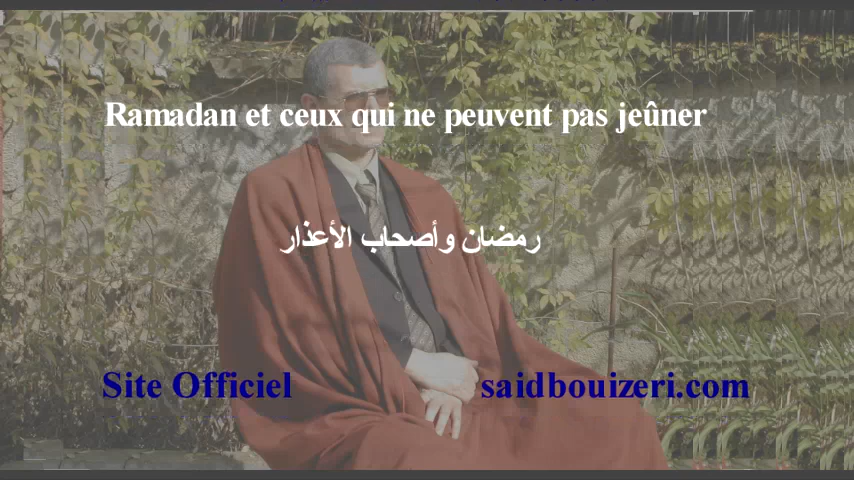 Ramadan et ceux qui ne peuvent pas jeûner
رمضان وأصحاب الأعذار
Site Officiel saidbouizeri.com